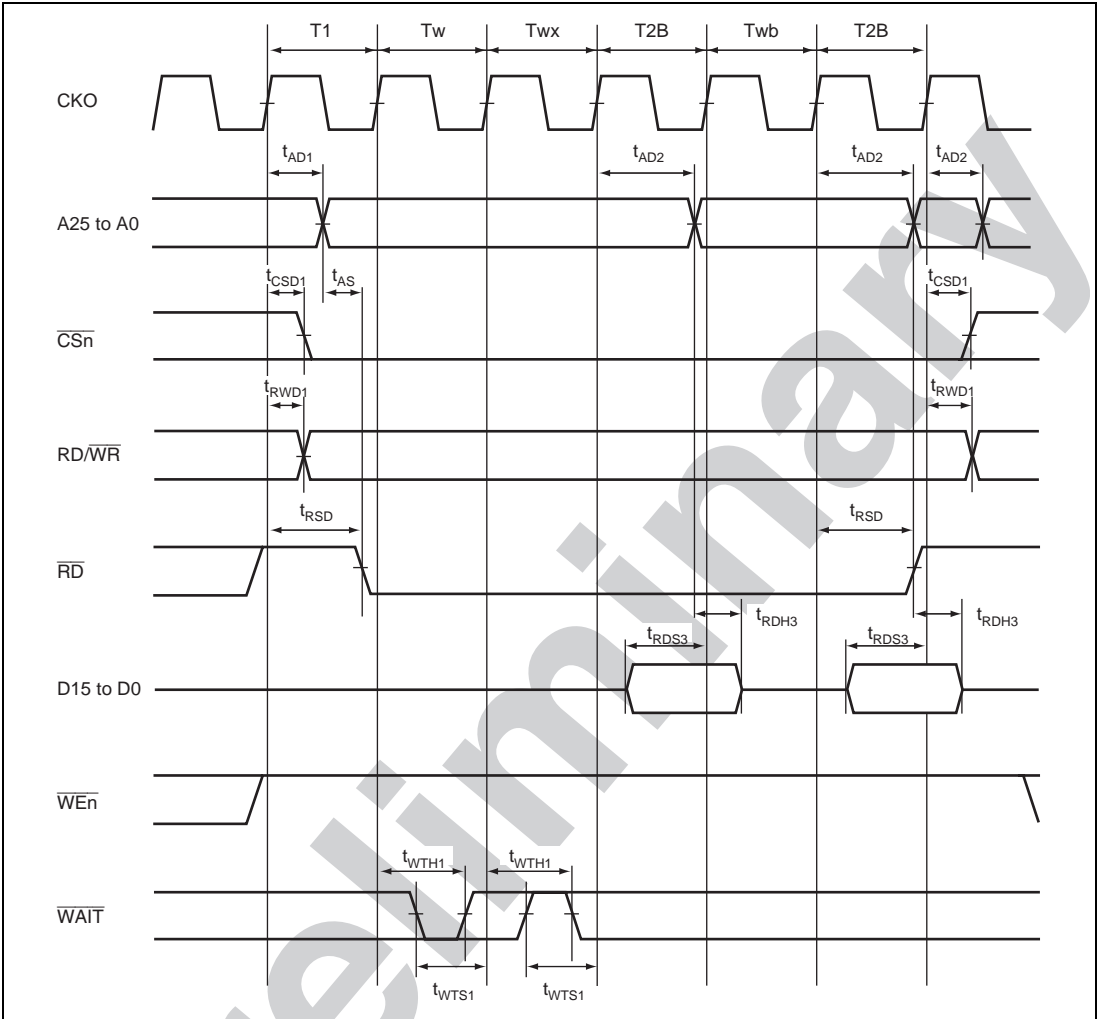 T1 Tw Twx T2B Twb T2B
CKO
tAD1 tAD2 tAD2 tAD2
A25 to A0
tCSD1 tAS tCSD1
CSn
tRWD1 tRWD1
RD/WR
tRSD tRSD
RD
tRDH3 tRDH3
tRDS3 tRDS3
D15 to D0
WEn
tWTH1 tWTH1
WAIT
tWTS1 tWTS1
eliminary